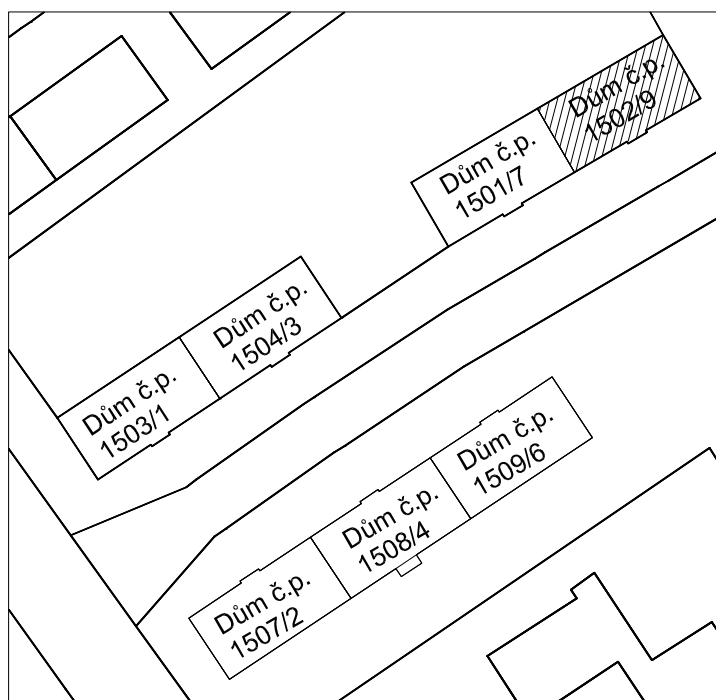 Dům č.p.
1502/9
Dům č.p.
1501/7
Dům č.p.
1504/3
Dům č.p.
1503/1
Dům č.p.
1509/6
Dům č.p.
1508/4
Dům č.p.
1507/2